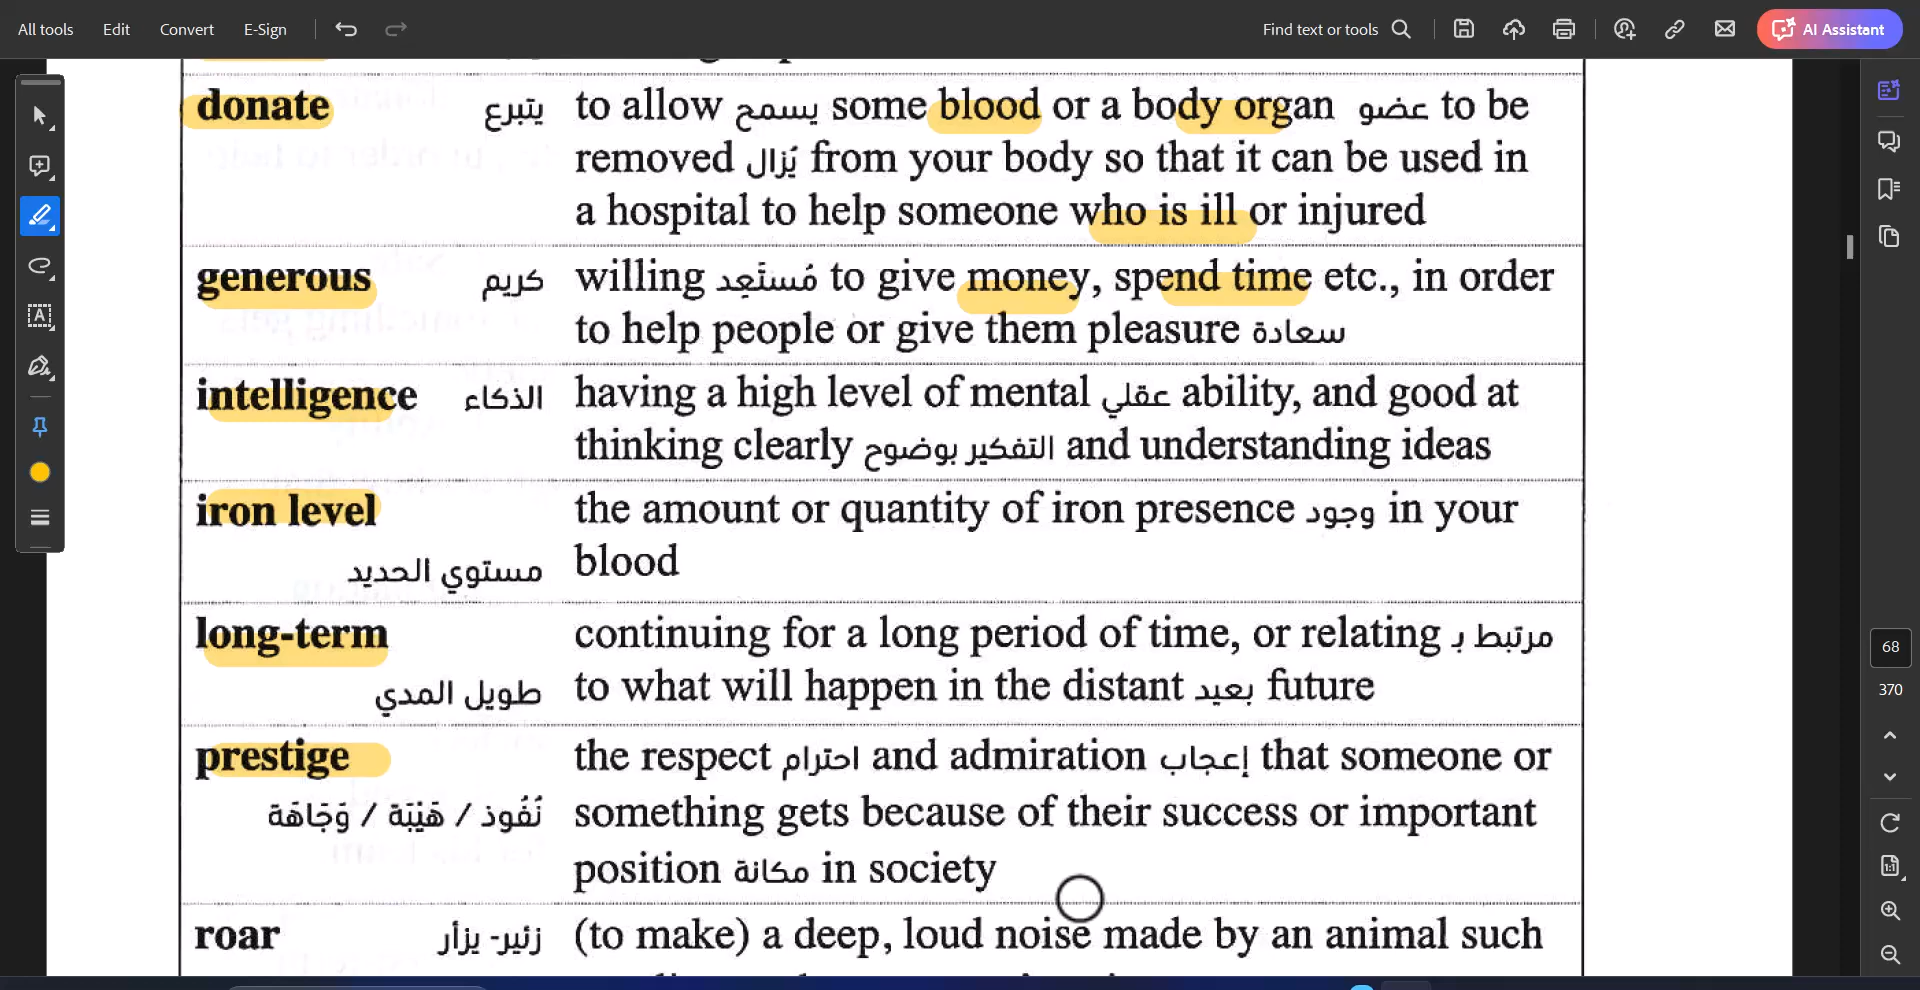 All tools Edit Convert E-Sign Find text or tools AI Assistant
donate يتبرع to allow يسمح some blood or a body organ عضو to be
removed يُزال from your body so that it can be used in
a hospital to help someone who is ill or injured
generous كريم willing مُستَعِد to give money, spend time etc., in order
to help people or give them pleasure سعادة
intelligence الذكاء having a high level of mental عقلي ability, and good at
thinking clearly التفكير بوضوح and understanding ideas
iron level the amount or quantity of iron presence وجود in your
مستوي الحديد blood
long-term continuing for a long period of time, or relating مرتبط بـ
طويل المدي to what will happen in the distant بعيد future
prestige the respect احترام and admiration إعجاب that someone or
نُفُوذ / هَيْبَة / وَجَاهَة something gets because of their success or important
position مكانة in society
roar زئير- يزأر (to make) a deep, loud noise made by an animal such
68
370